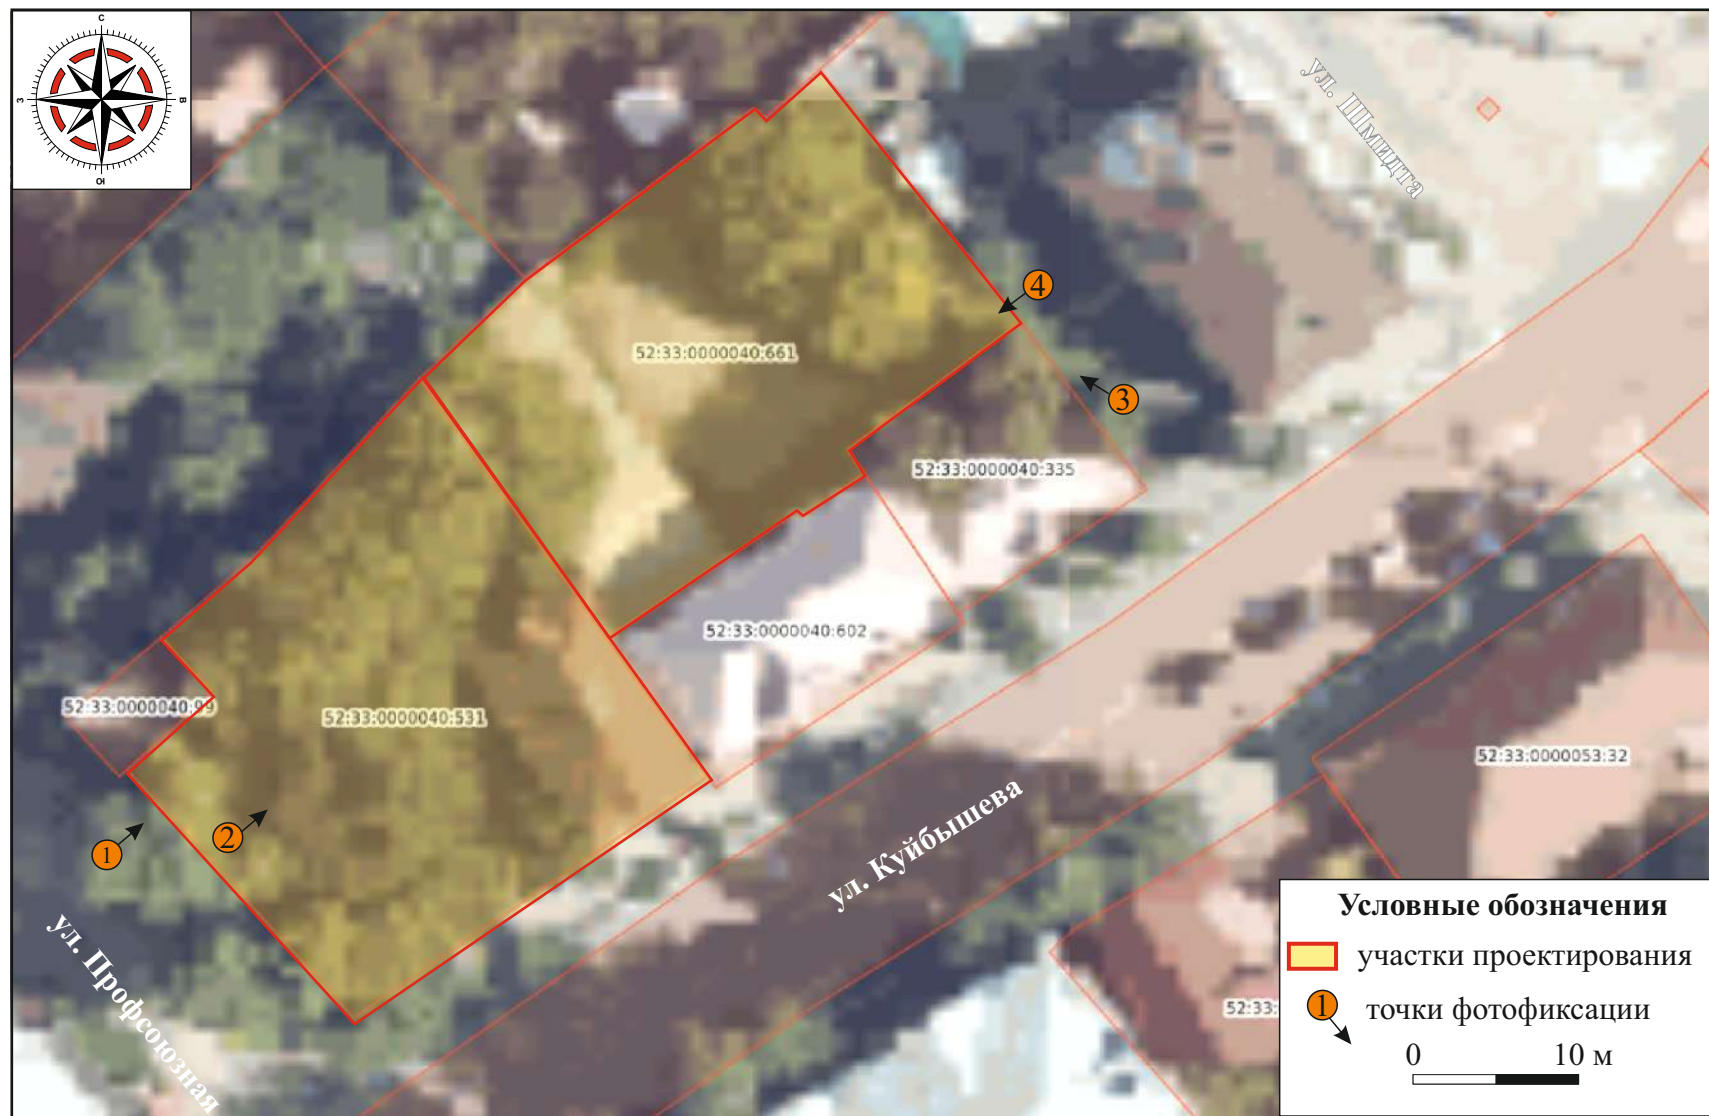 С
З
В
Ю
ул. Шмидта
4
52:33:0000040:661
3
52:33:0000040:335
52:33:0000040:602
52:33:0000040:99
52:33:0000040:531
52:33:0000053:32
2
1
ул. Куйбышева
ул. Профсоюзная
52:33:
Условные обозначения
участки проектирования
1 точки фотофиксации
0 10 м